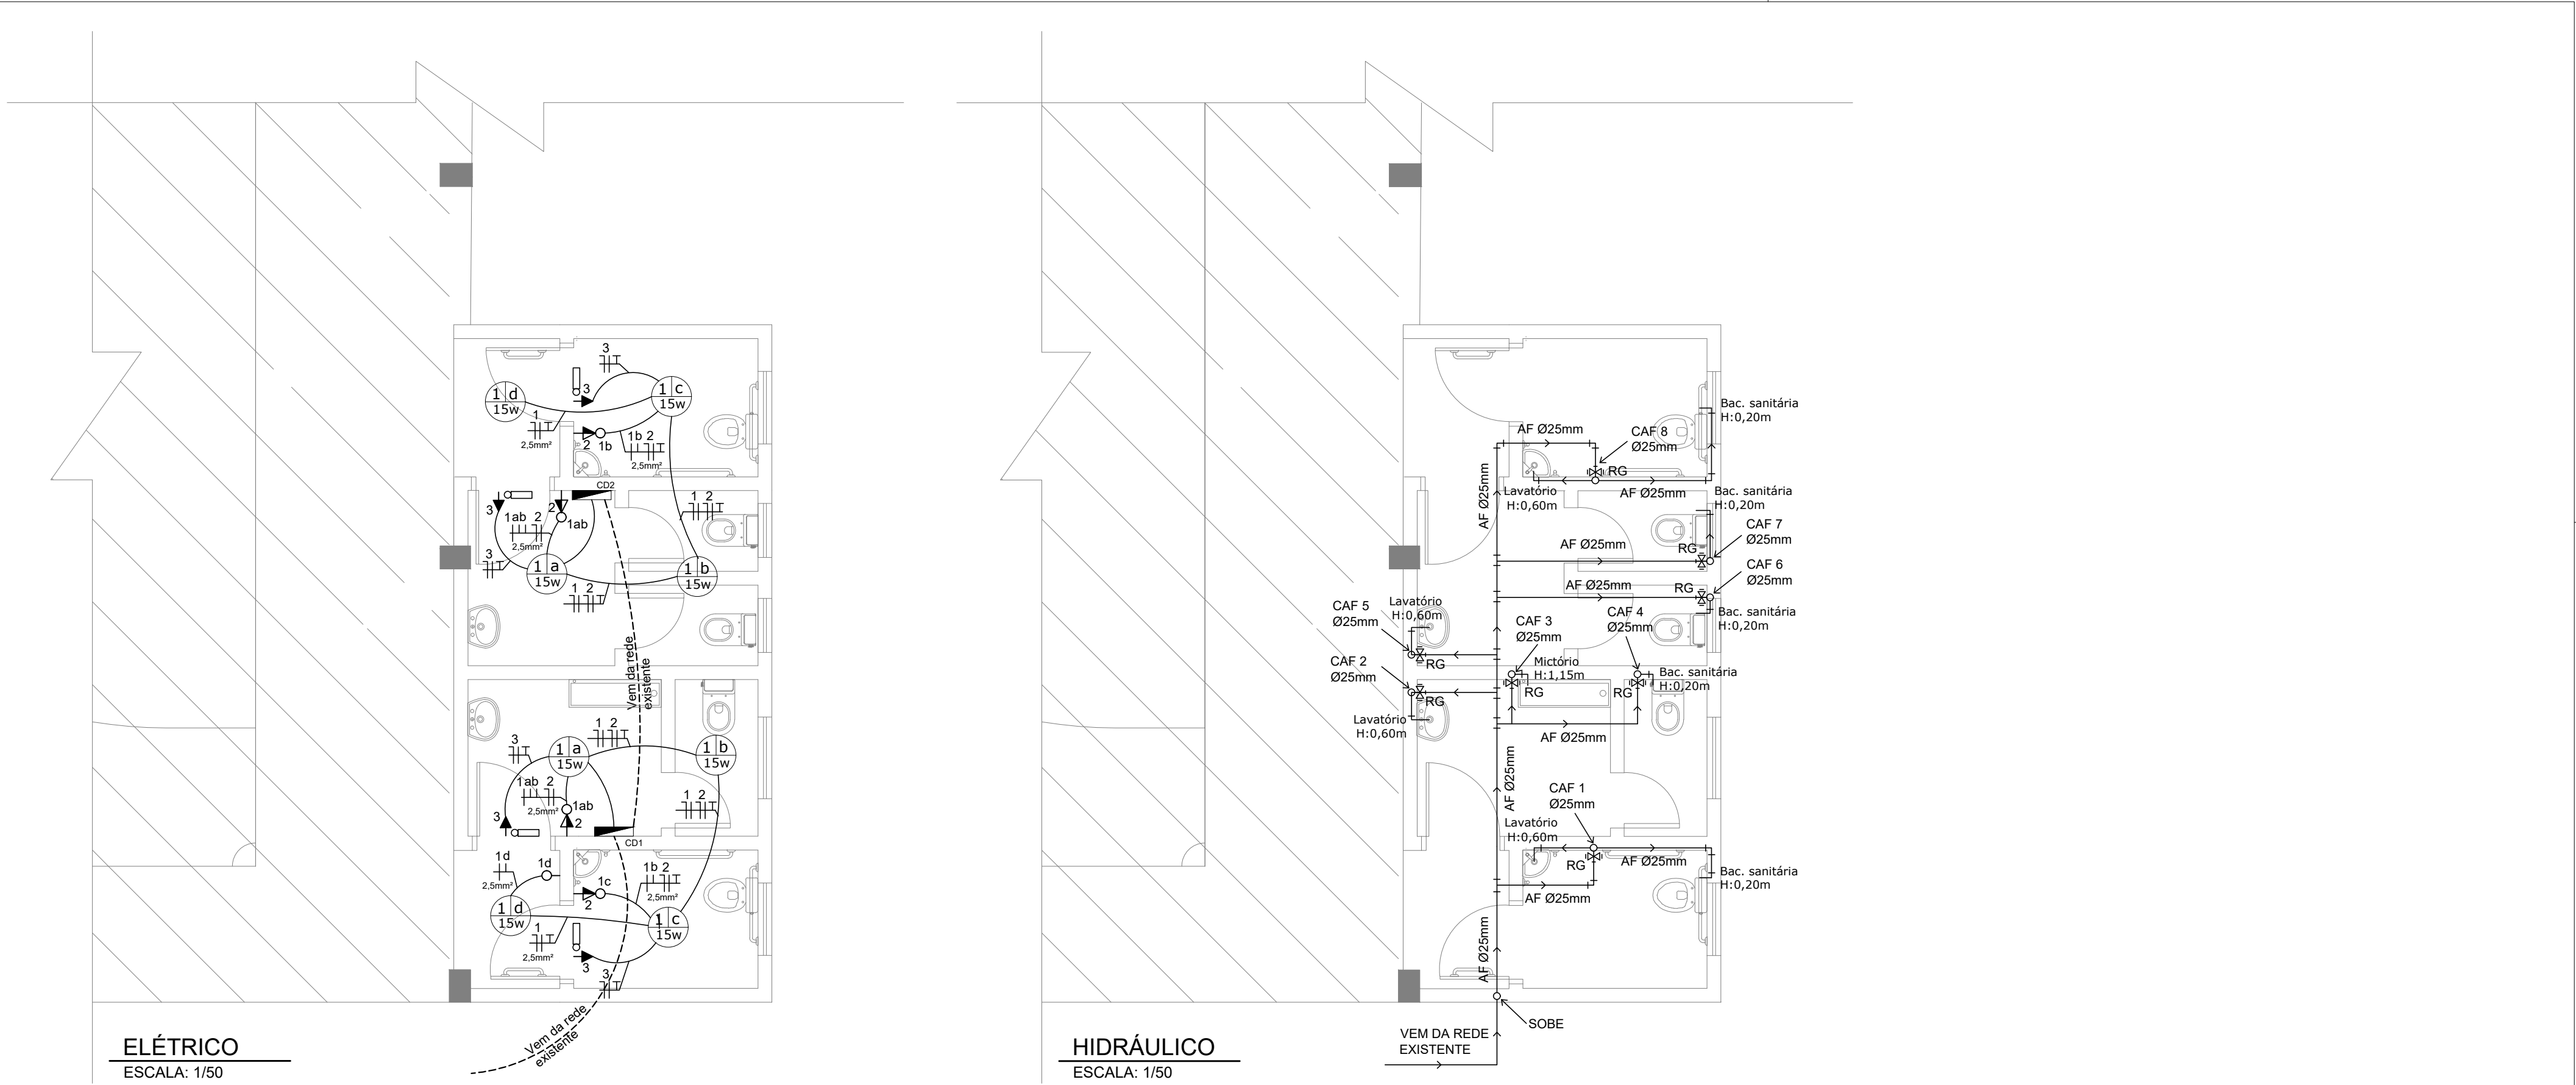 3
3
1 c
15w
1 d
15w
1
2,5mm²
2
1b
1b 2
2,5mm²
CD2
3
2
1ab
1ab 2
2,5mm²
3
1 2
1 a
15w
1 b
15w
1 2
Vem da rede
existente
1 2
3
1 a
15w
1 b
15w
1ab 2
2,5mm²
1ab
3
2
1 2
CD1
1d
2,5mm²
1d
1c
2
1b 2
2,5mm²
1 d
15w
1 c
15w
1
2,5mm²
3
3
Vem da rede
existente
ELÉTRICO
ESCALA: 1/50
Bac. sanitária
H:0,20m
AF Ø25mm
CAF 8
Ø25mm
RG
AF Ø25mm
AF Ø25mm
Lavatório
H:0,60m
Bac. sanitária
H:0,20m
CAF 7
Ø25mm
RG
AF Ø25mm
CAF 6
Ø25mm
RG
AF Ø25mm
Bac. sanitária
H:0,20m
CAF 5
Ø25mm
Lavatório
H:0,60m
RG
CAF 3
Ø25mm
CAF 4
Ø25mm
Mictório
H:1,15m
RG
RG
Bac. sanitária
H:0,20m
CAF 2
Ø25mm
RG
Lavatório
H:0,60m
AF Ø25mm
AF Ø25mm
CAF 1
Ø25mm
Lavatório
H:0,60m
RG
AF Ø25mm
Bac. sanitária
H:0,20m
AF Ø25mm
AF Ø25mm
SOBE
VEM DA REDE
EXISTENTE
HIDRÁULICO
ESCALA: 1/50